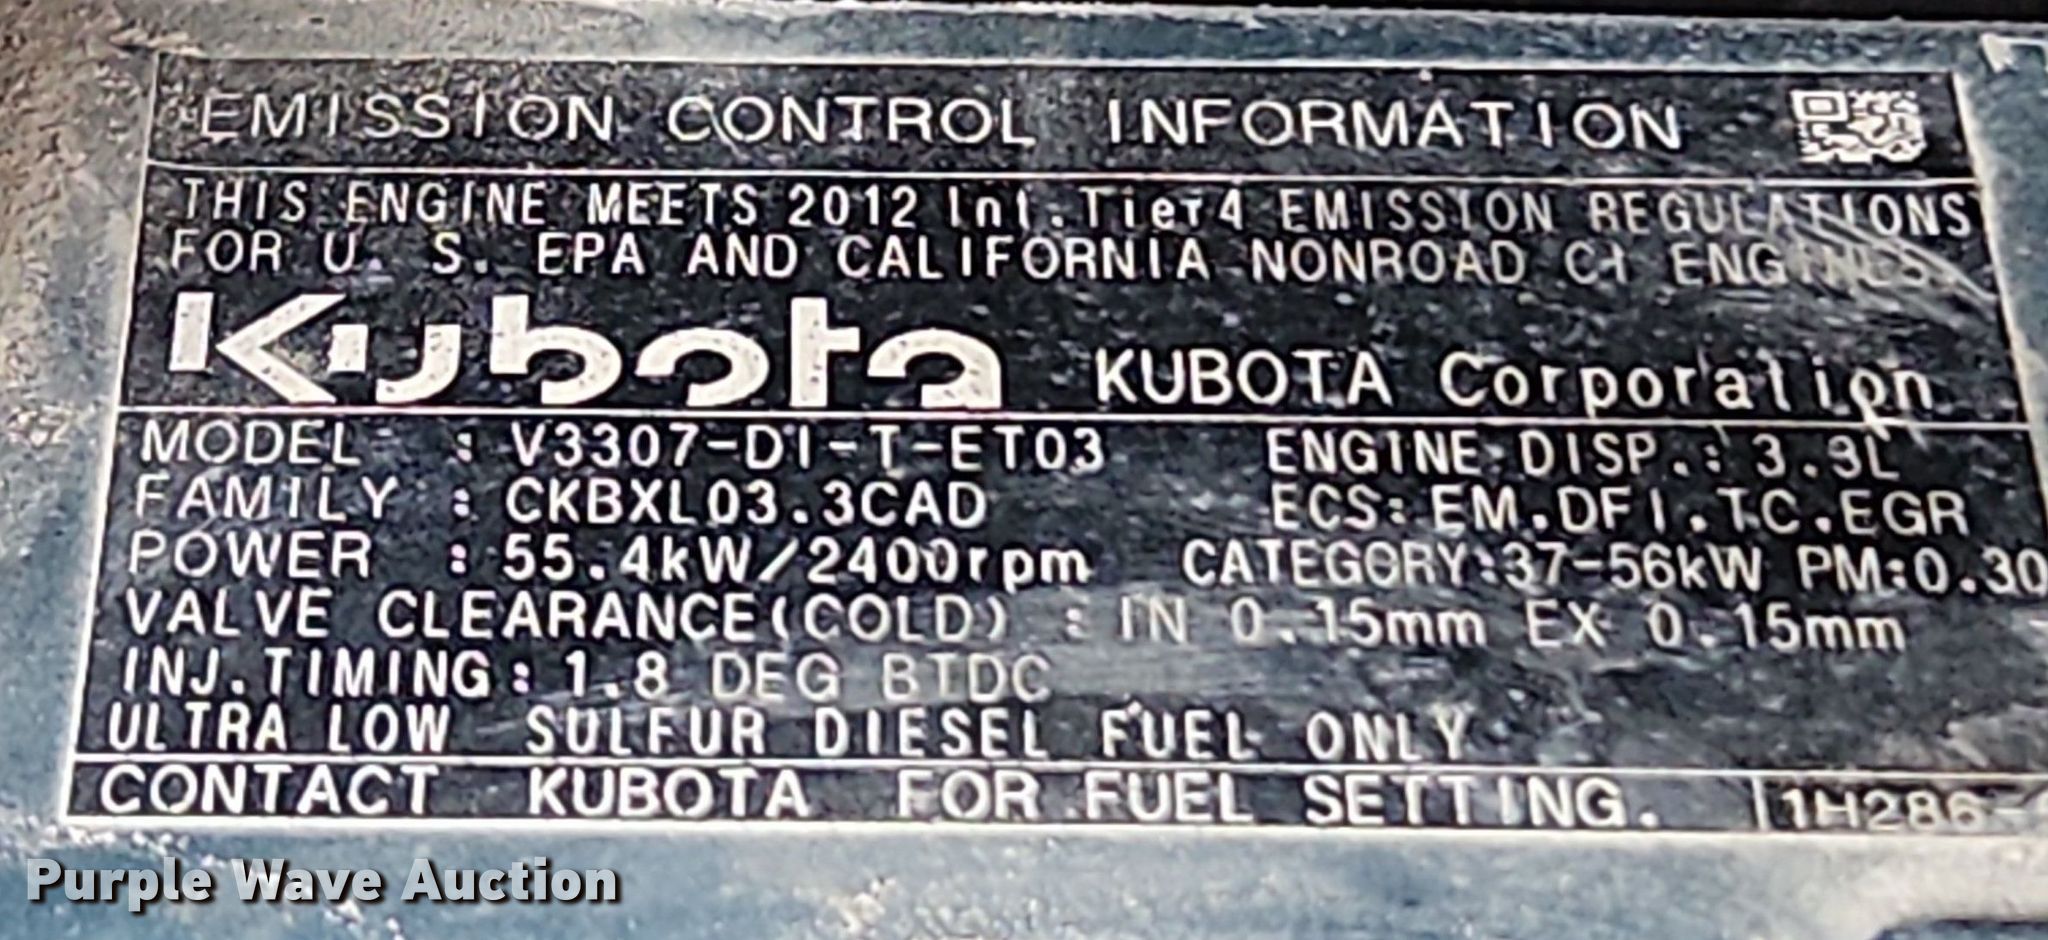 EMISSION CONTROL INFORMATION
THIS ENGINE MEETS 2012 Int.Tier4 EMISSION REGULATIONS
FOR U. S. EPA AND CALIFORNIA NONROAD CI ENGINES.
Kubota KUBOTA Corporation
MODEL : V3307-DI-T-ET03 ENGINE DISP.: 3.3L
FAMILY : CKBXL03.3CAD ECS: EM.DFI.TC.EGR
POWER : 55.4kW/2400rpm CATEGORY:37-56kW PM:0.30
VALVE CLEARANCE(COLD) : IN 0.15mm EX 0.15mm
INJ.TIMING: 1.8 DEG BTDC
ULTRA LOW SULFUR DIESEL FUEL ONLY
CONTACT KUBOTA FOR FUEL SETTING. 1H286-
Purple Wave Auction